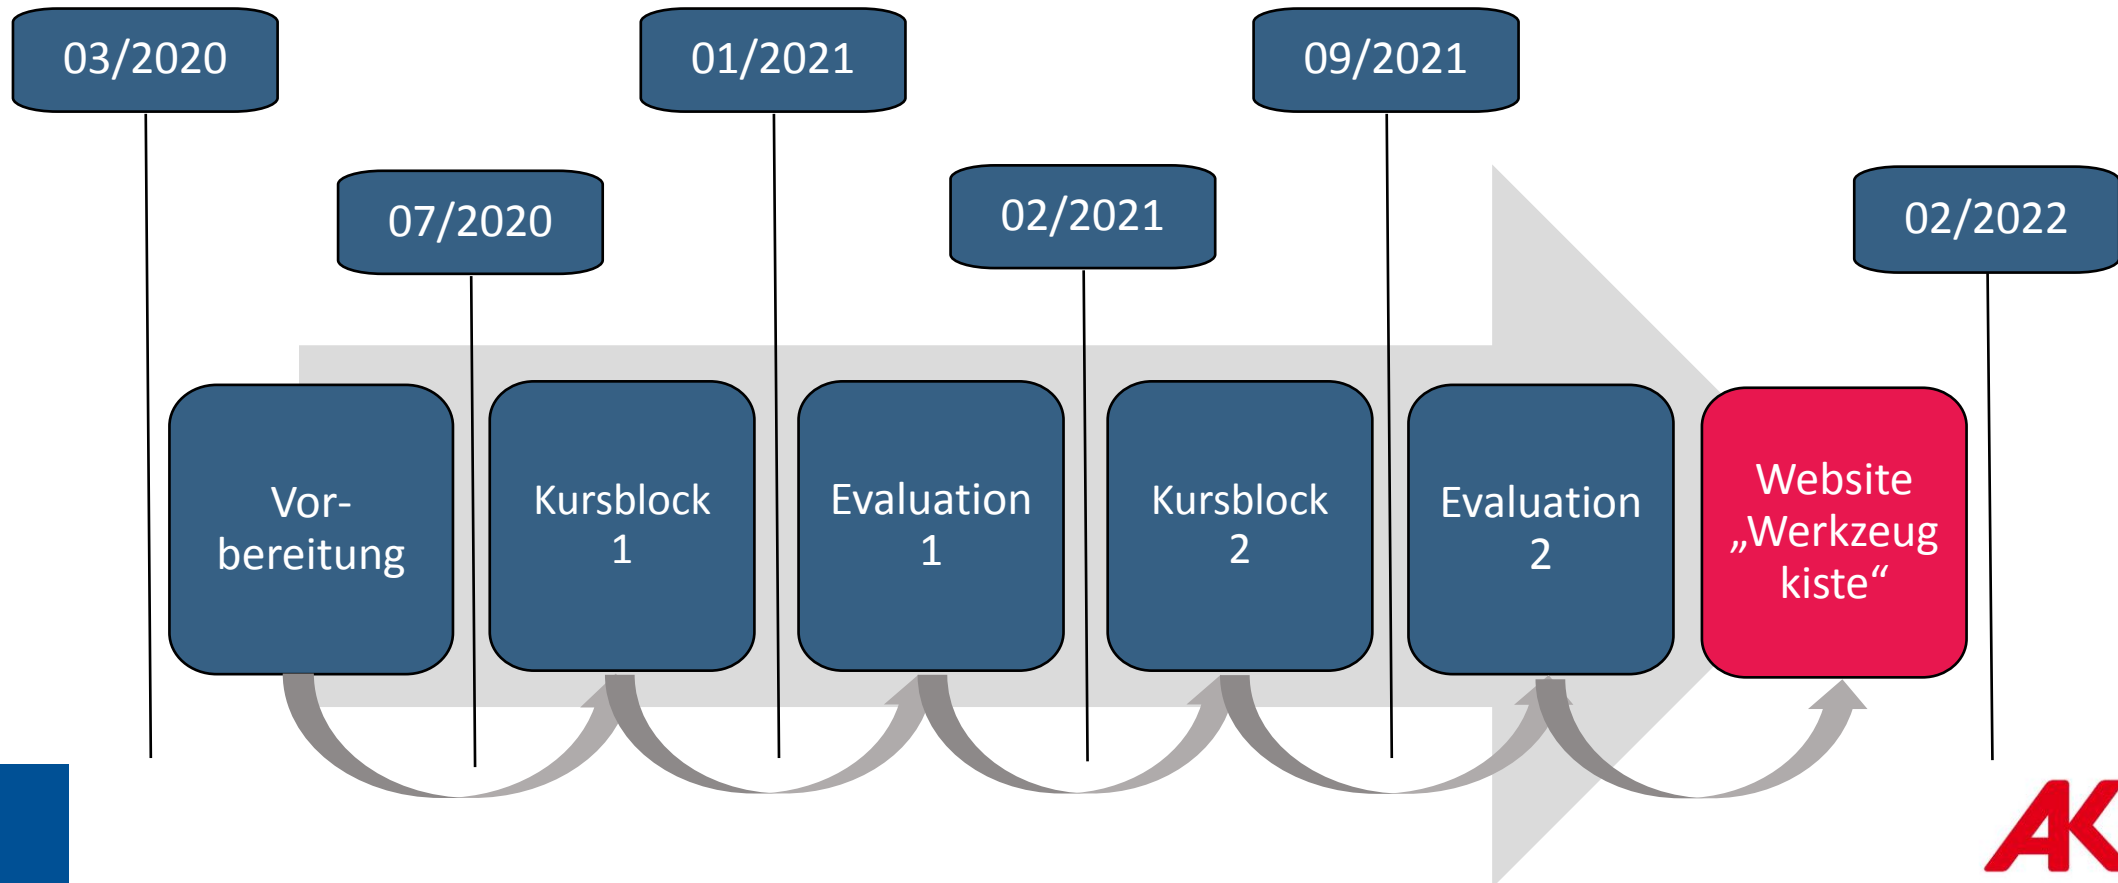 03/2020
01/2021
09/2021
07/2020
02/2021
02/2022
Vor-
bereitung
Kursblock
1
Evaluation
1
Kursblock
2
Evaluation
2
Website
„Werkzeug
kiste“
AK